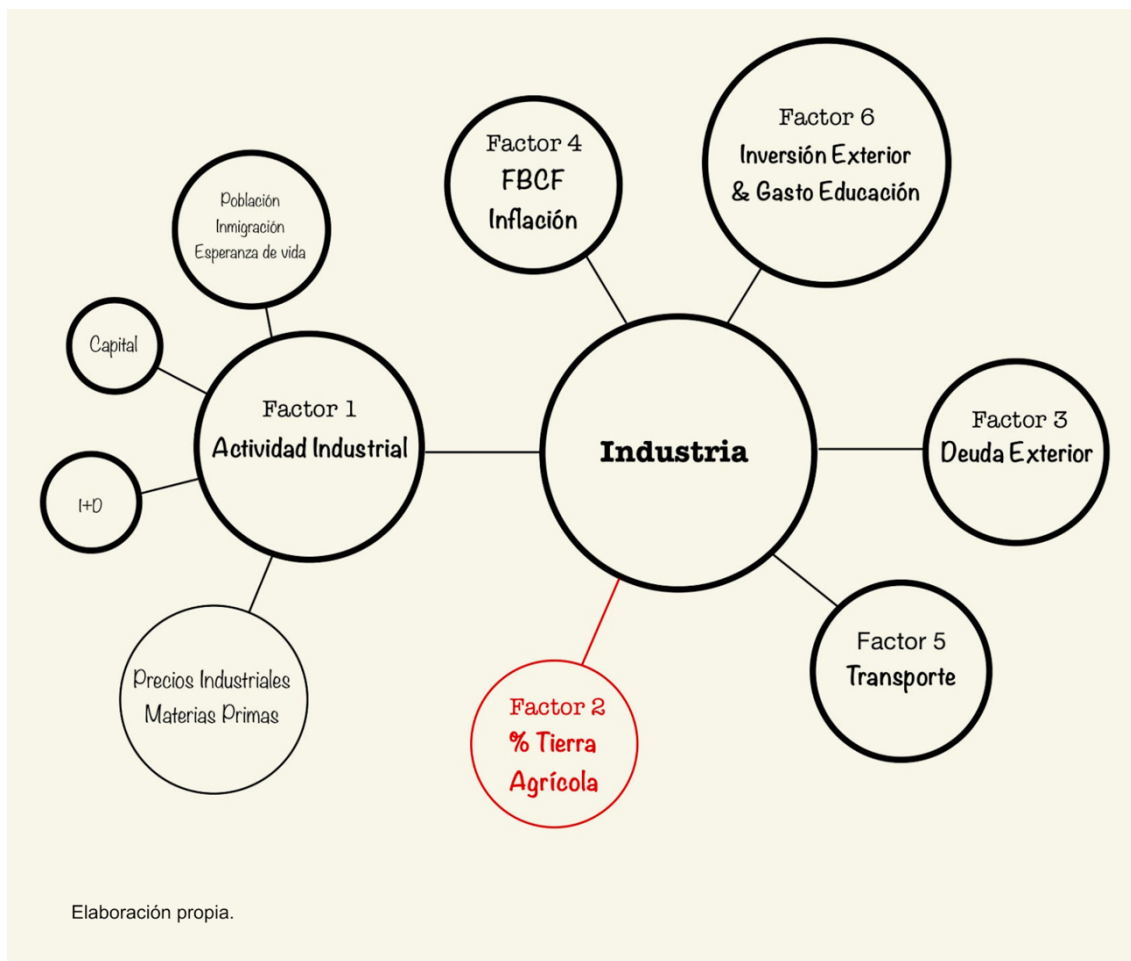 Factor 6
Inversión Exterior
& Gasto Educación
Factor 4
FBCF
Inflación
Población
Inmigración
Esperanza de vida
Capital
Factor 1
Actividad Industrial
I+D
Precios Industriales
Materias Primas
Industria
Factor 3
Deuda Exterior
Factor 5
Transporte
Factor 2
% Tierra
Agrícola
Elaboración propia.